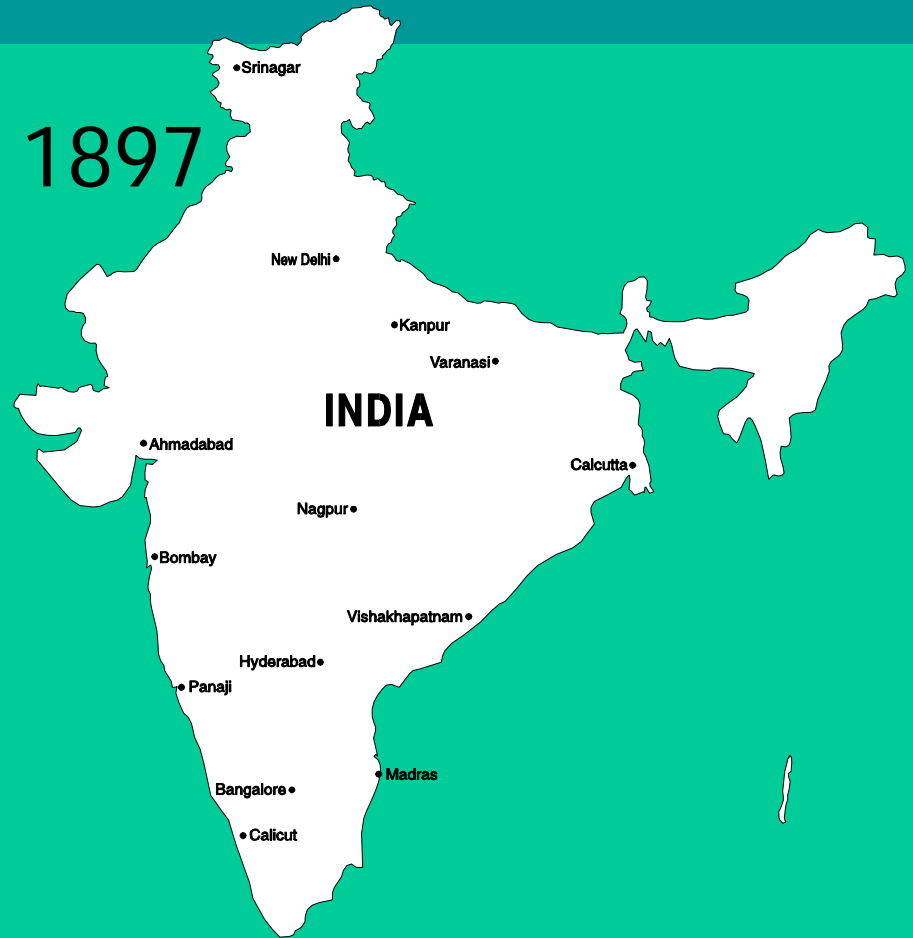 Srinagar
1897
New Delhi
Kanpur
Varanasi
INDIA
Ahmadabad
Calcutta
Nagpur
Bombay
Vishakhapatnam
Hyderabad
Panaji
Madras
Bangalore
Calicut